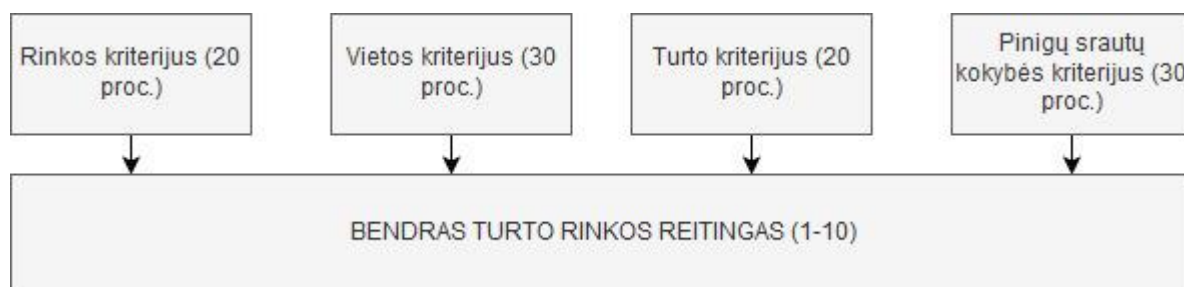 Rinkos kriterijus (20
proc.)
Vietos kriterijus (30
proc.)
Turto kriterijus (20
proc.)
Pinigų srautų
kokybės kriterijus (30
proc.)
BENDRAS TURTO RINKOS REITINGAS (1-10)